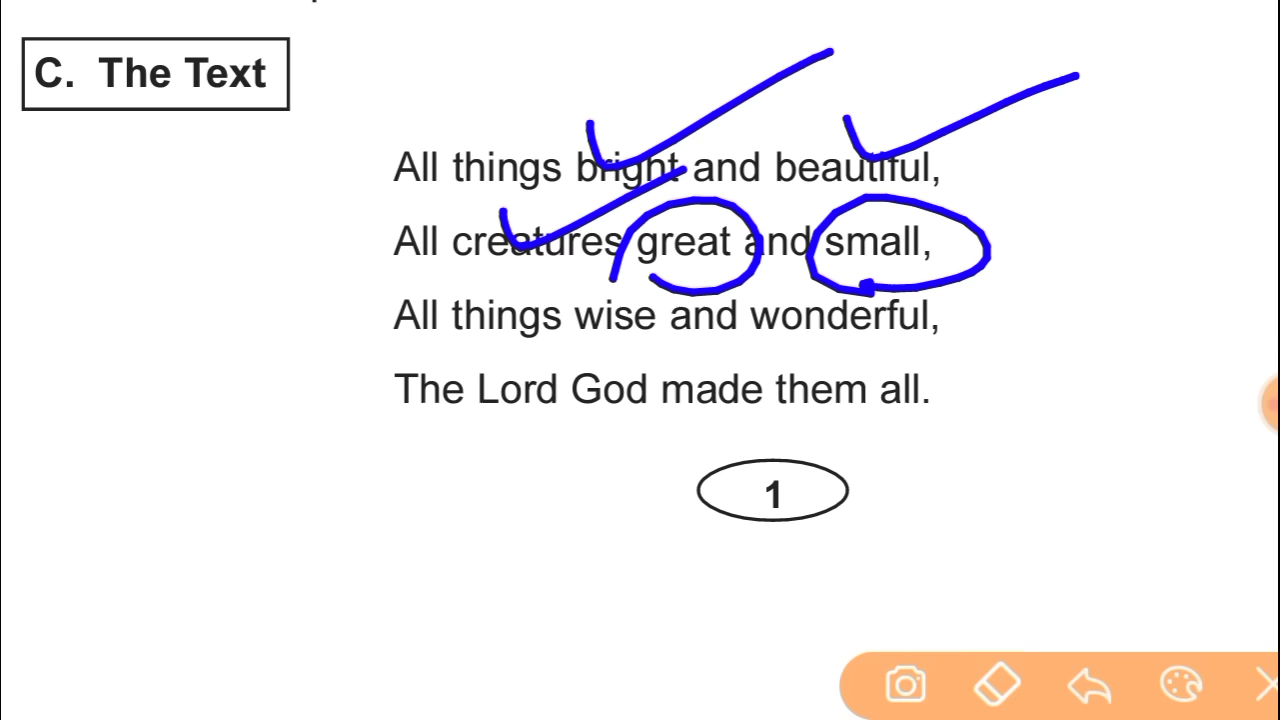 C. The Text
All things bright and beautiful,
All creatures great and small,
All things wise and wonderful,
The Lord God made them all.
1